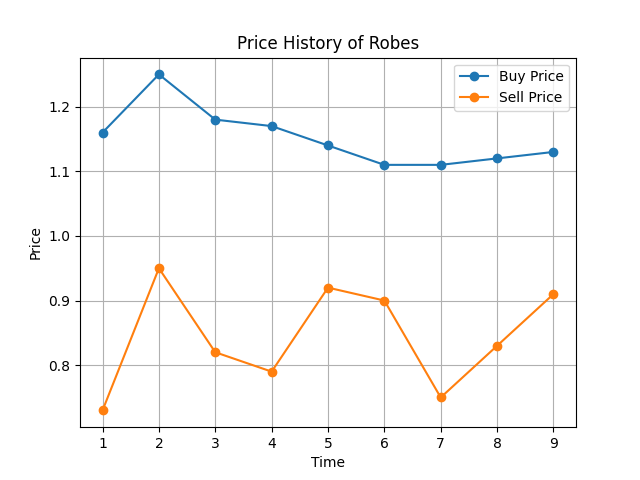 Price History of Robes
Buy Price
Sell Price
1.2
1.1
1.0
0.9
0.8
Price
1 2 3 4 5 6 7 8 9
Time